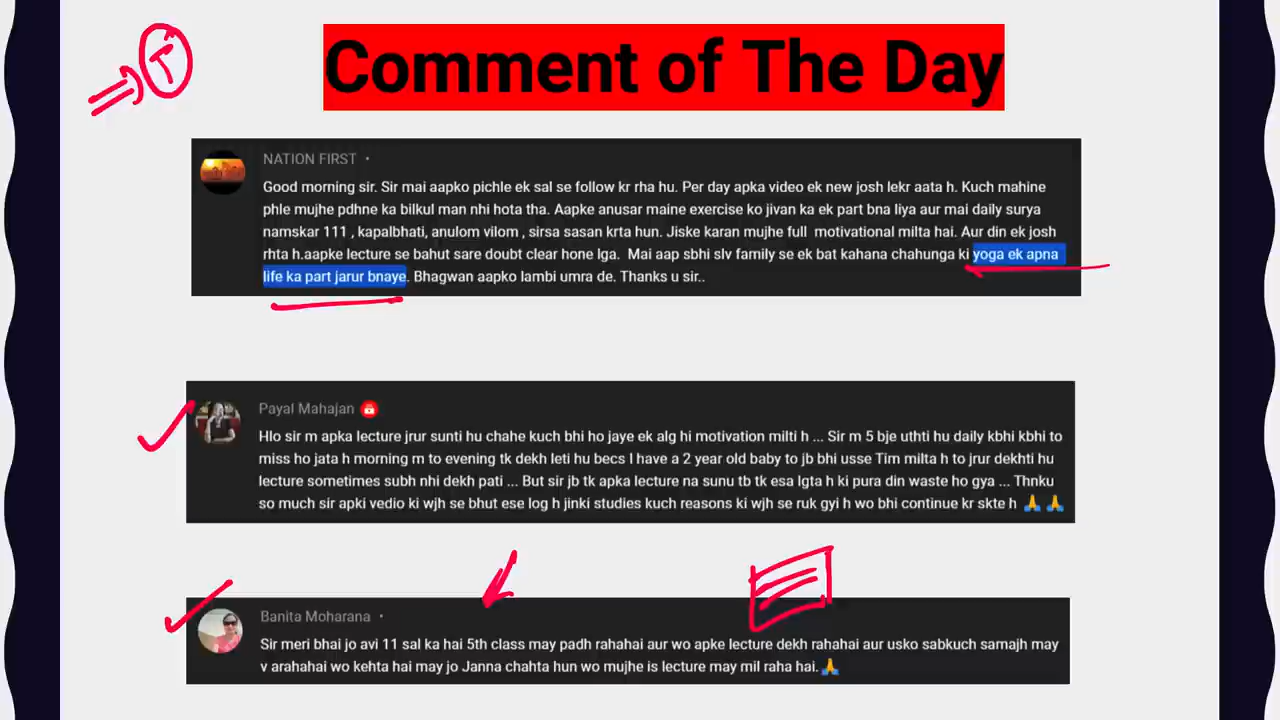 T
Comment of The Day
NATION FIRST •
Good morning sir. Sir mai aapko pichle ek sal se follow kr rha hu. Per day apka video ek new josh lekr aata h. Kuch mahine
phle mujhe pdhne ka bilkul man nhi hota tha. Aapke anusar maine exercise ko jivan ka ek part bna liya aur mai daily surya
namskar 111 , kapalbhati, anulom vilom , sirsa sasan krta hun. Jiske karan mujhe full motivational milta hai. Aur din ek josh
rhta h.aapke lecture se bahut sare doubt clear hone lga. Mai aap sbhi slv family se ek bat kahana chahunga ki yoga ek apna
life ka part jarur bnaye. Bhagwan aapko lambi umra de. Thanks u sir..
Payal Mahajan
Hlo sir m apka lecture jrur sunti hu chahe kuch bhi ho jaye ek alg hi motivation milti h ... Sir m 5 bje uthti hu daily kbhi kbhi to
miss ho jata h morning m to evening tk dekh leti hu becs I have a 2 year old baby to jb bhi usse Tim milta h to jrur dekhti hu
lecture sometimes subh nhi dekh pati ... But sir jb tk apka lecture na sunu tb tk esa lgta h ki pura din waste ho gya ... Thnku
so much sir apki vedio ki wjh se bhut ese log h jinki studies kuch reasons ki wjh se ruk gyi h wo bhi continue kr skte h 🙏 🙏
Banita Moharana •
Sir meri bhai jo avi 11 sal ka hai 5th class may padh rahahai aur wo apke lecture dekh rahahai aur usko sabkuch samajh may
v arahahai wo kehta hai may jo Janna chahta hun wo mujhe is lecture may mil raha hai.🙏